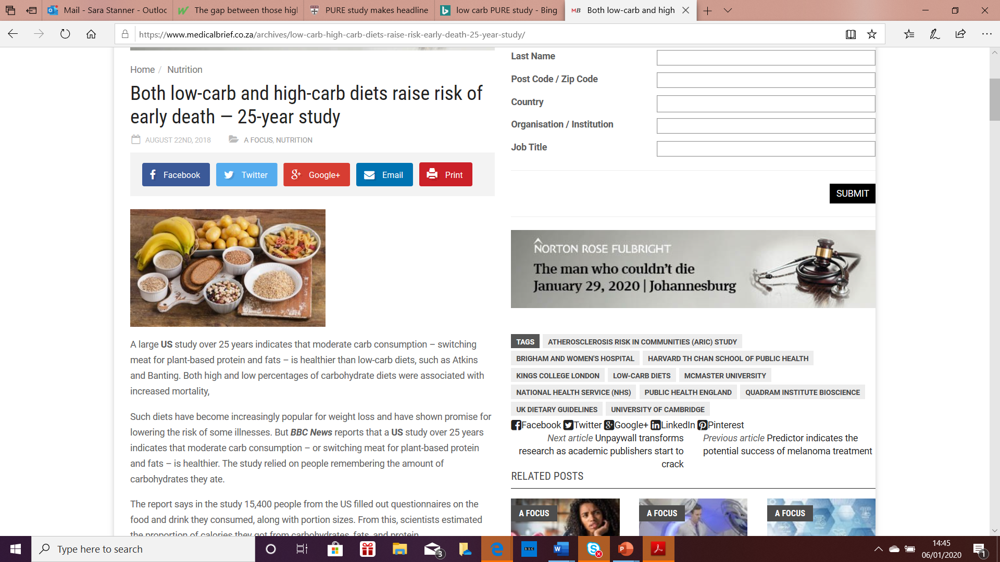 Mail - Sara Stanner - Outloc
The gap between those higl
PURE study makes headline
low carb PURE study - Bing
MB Both low-carb and high
https://www.medicalbrief.co.za/archives/low-carb-high-carb-diets-raise-risk-early-death-25-year-study/
Home / Nutrition
Both low-carb and high-carb diets raise risk of
early death — 25-year study
AUGUST 22ND, 2018 A FOCUS, NUTRITION
Facebook Twitter Google+ Email Print
A large US study over 25 years indicates that moderate carb consumption – switching
meat for plant-based protein and fats – is healthier than low-carb diets, such as Atkins
and Banting. Both high and low percentages of carbohydrate diets were associated with
increased mortality,
Such diets have become increasingly popular for weight loss and have shown promise for
lowering the risk of some illnesses. But BBC News reports that a US study over 25 years
indicates that moderate carb consumption – or switching meat for plant-based protein
and fats – is healthier. The study relied on people remembering the amount of
carbohydrates they ate.
The report says in the study 15,400 people from the US filled out questionnaires on the
food and drink they consumed, along with portion sizes. From this, scientists estimated
the proportion of calories they got from carbohydrates, fats, and protein.
Last Name
Post Code / Zip Code
Country
Organisation / Institution
Job Title
SUBMIT
NORTON ROSE FULBRIGHT
The man who couldn't die
January 29, 2020 | Johannesburg
TAGS ATHEROSCLEROSIS RISK IN COMMUNITIES (ARIC) STUDY
BRIGHAM AND WOMEN'S HOSPITAL HARVARD TH CHAN SCHOOL OF PUBLIC HEALTH
KINGS COLLEGE LONDON LOW-CARB DIETS MCMASTER UNIVERSITY
NATIONAL HEALTH SERVICE (NHS) PUBLIC HEALTH ENGLAND QUADRAM INSTITUTE BIOSCIENCE
UK DIETARY GUIDELINES UNIVERSITY OF CAMBRIDGE
Facebook Twitter Google+ LinkedIn Pinterest
Next article Unpaywall transforms
research as academic publishers start to
crack
Previous article Predictor indicates the
potential success of melanoma treatment
RELATED POSTS
A FOCUS
A FOCUS
A FOCUS
Type here to search
3
BBC
14:45
06/01/2020
1